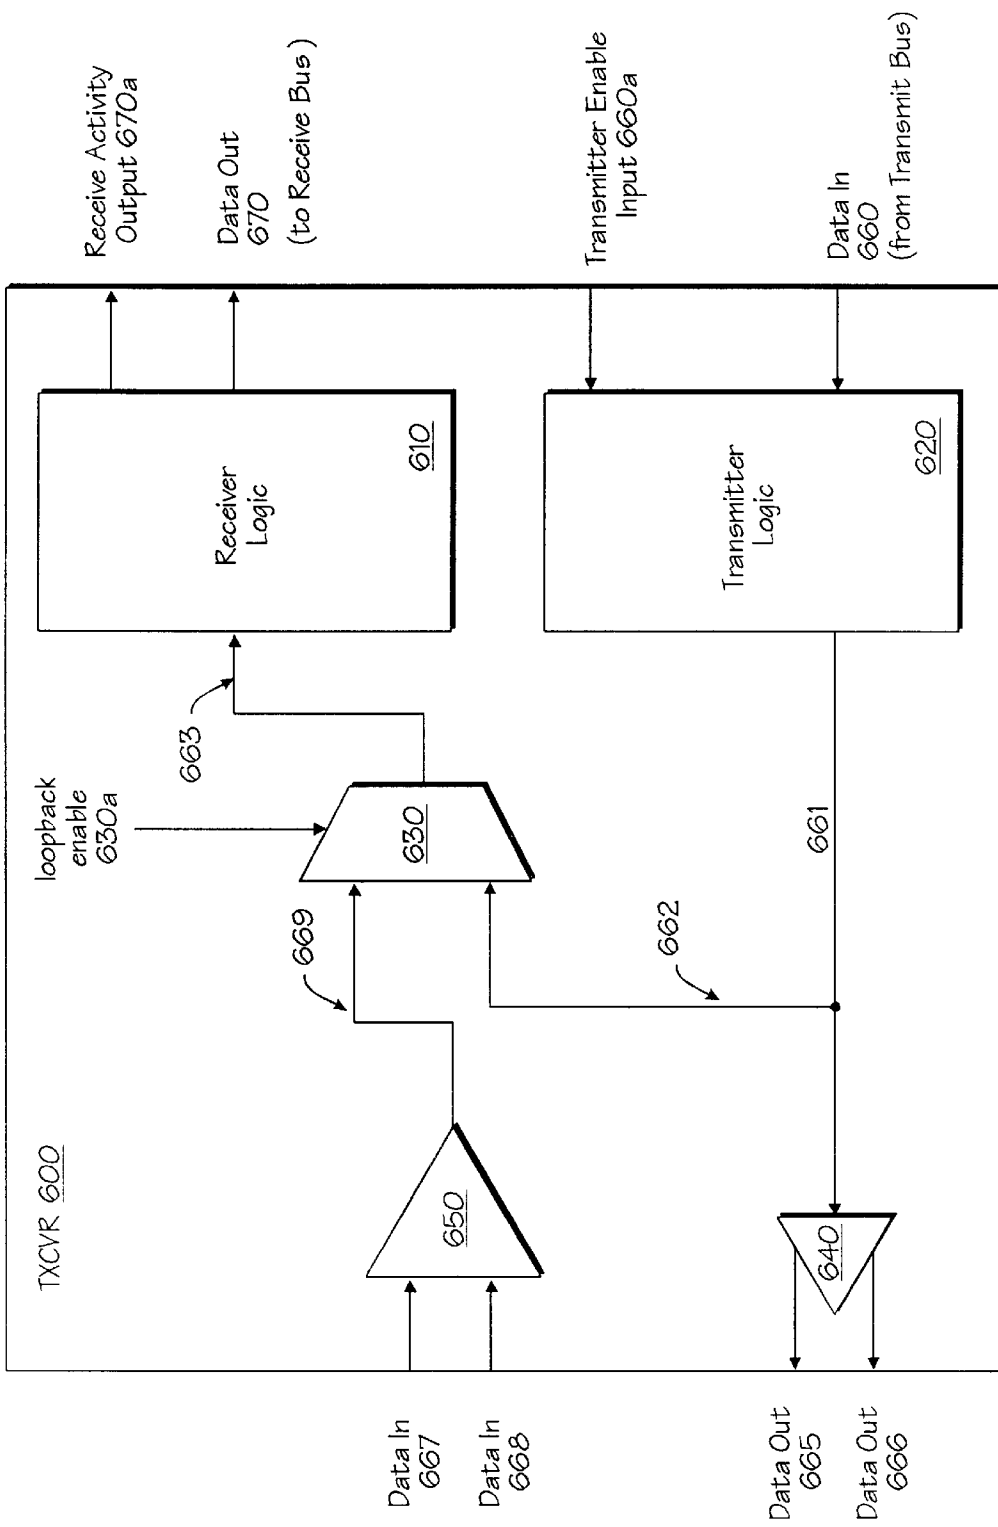 TXCVR 600
loopback
enable
630a
Receive Activity
Output 670a
Data Out
670
(to Receive Bus)
Receiver
Logic
610
663
630
669
650
Data In
667
Data In
668
Transmitter Enable
Input 660a
Data In
660
(from Transmit Bus)
Transmitter
Logic
620
661
662
640
Data Out
665
Data Out
666